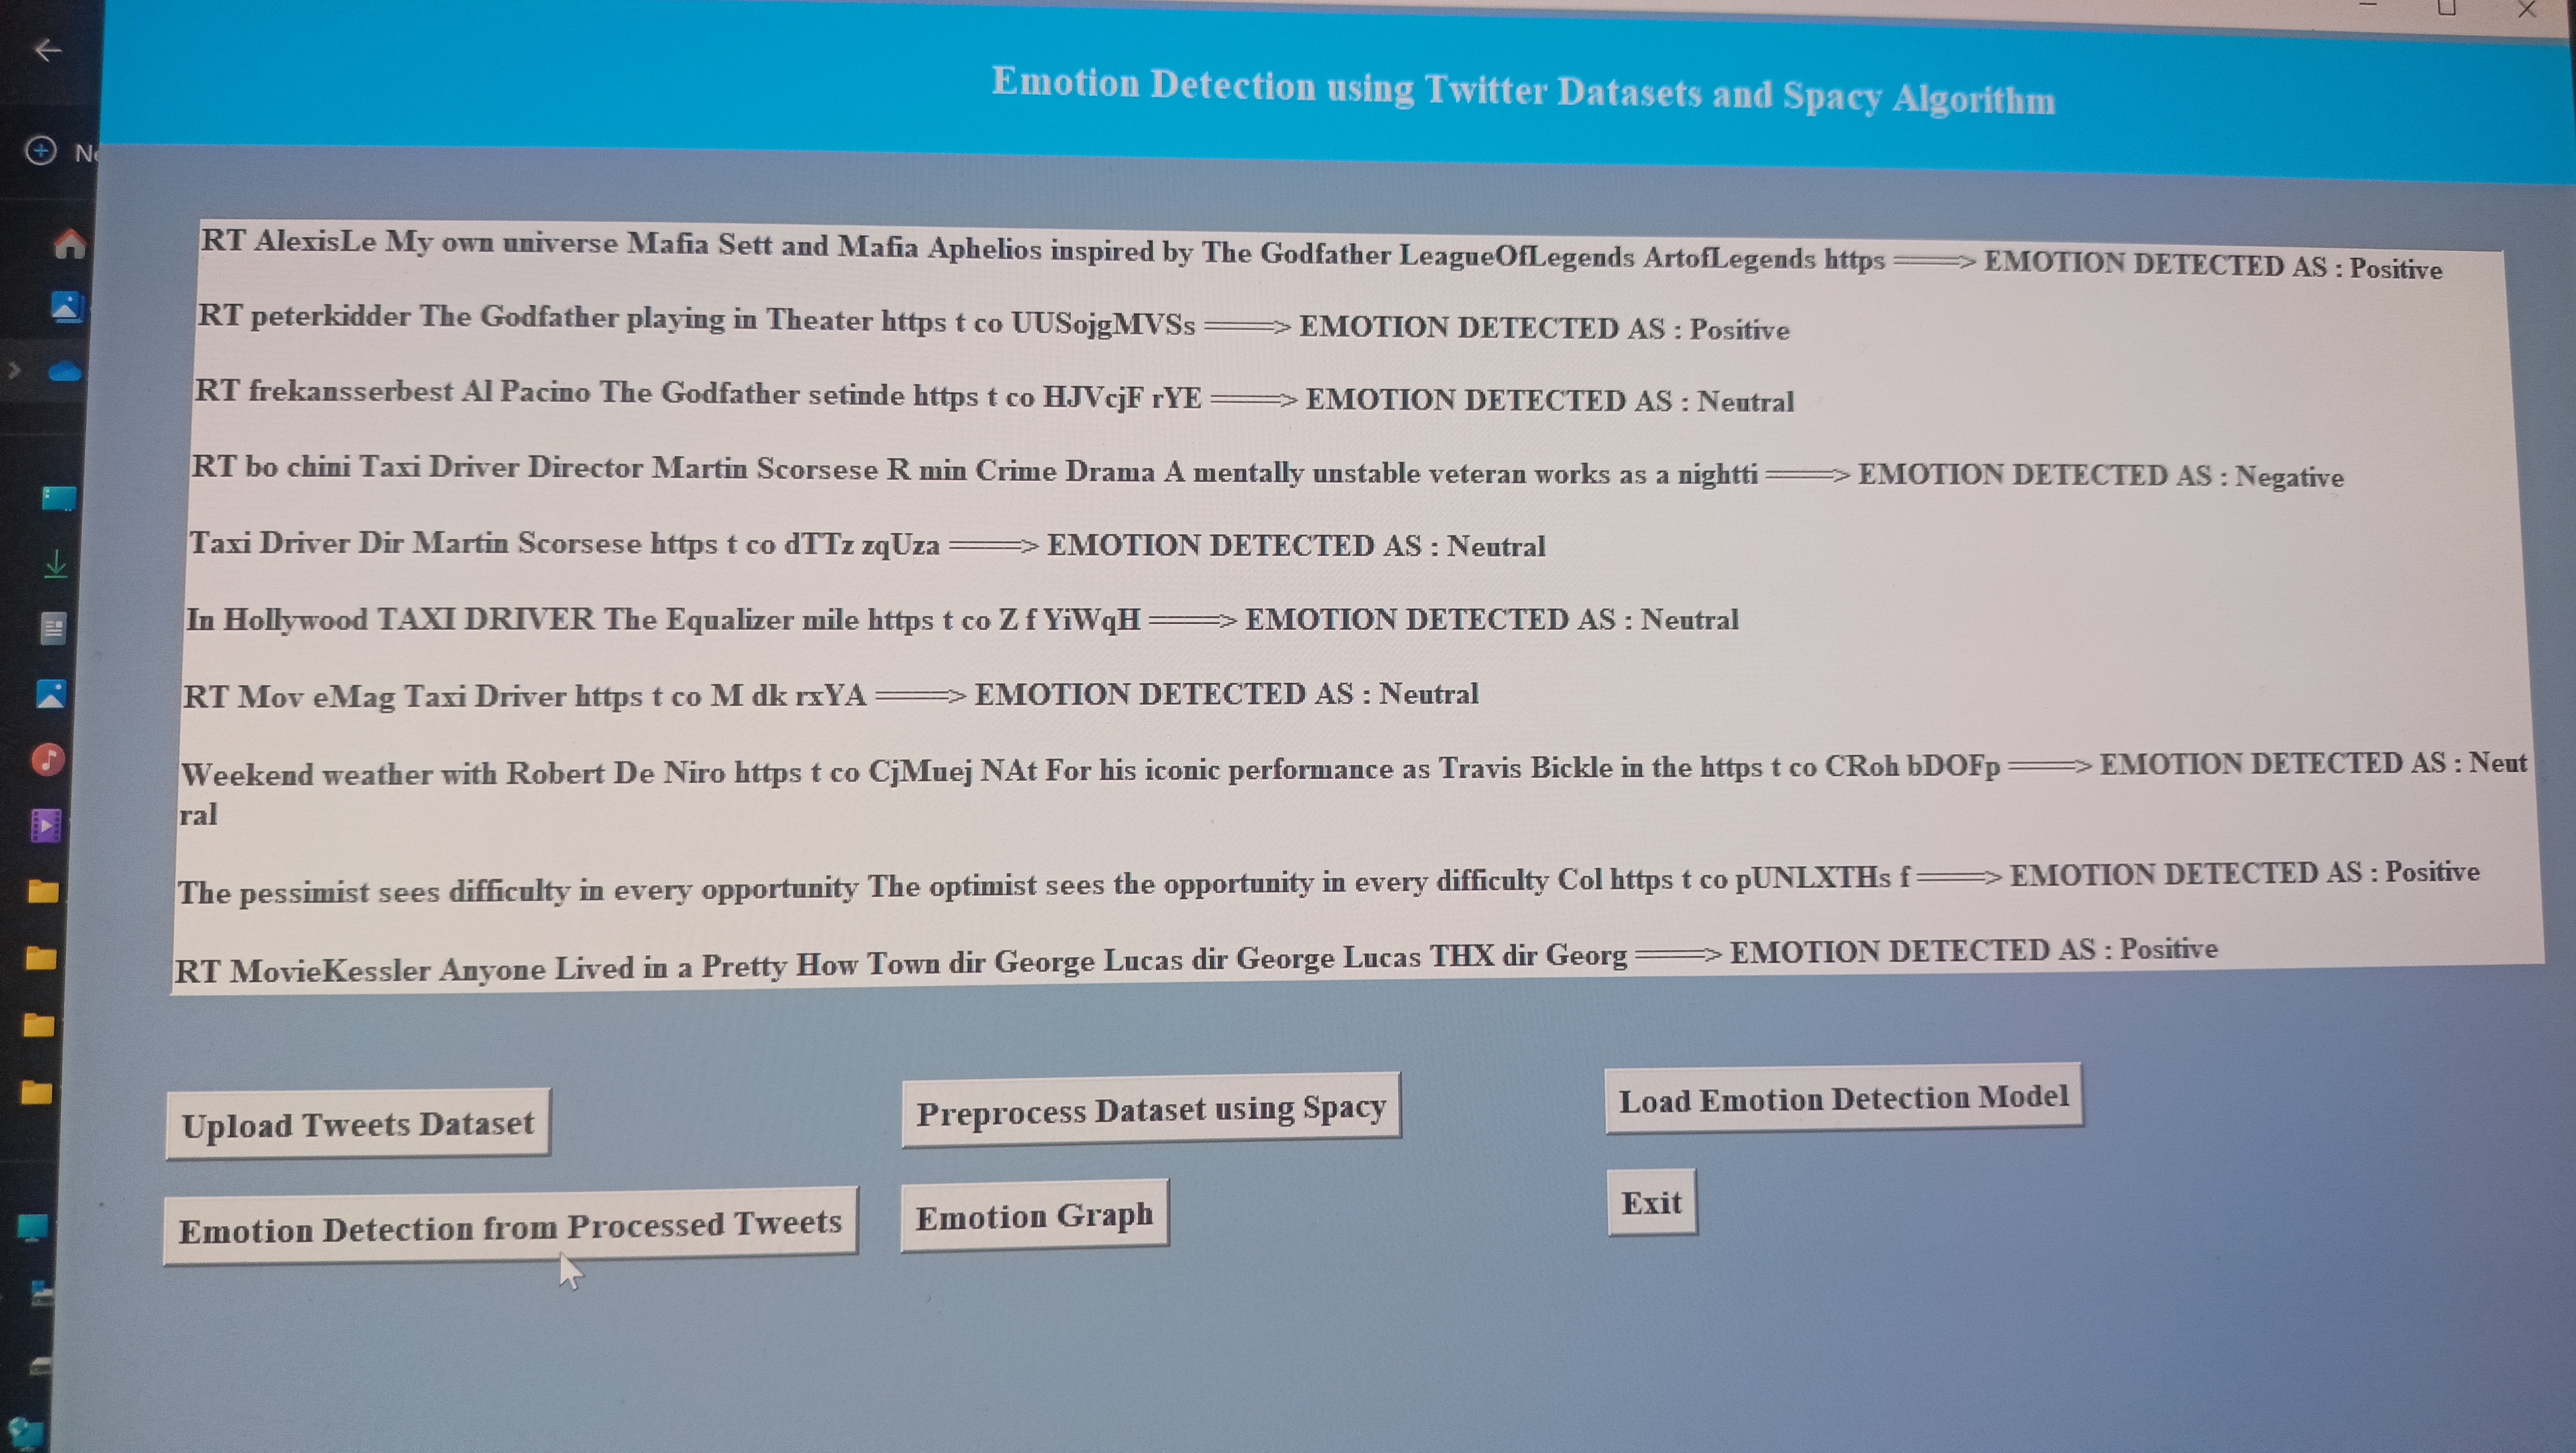 Ne
Emotion Detection using Twitter Datasets and Spacy Algorithm
RT AlexisLe My own universe Mafia Sett and Mafia Aphelios inspired by The Godfather LeagueOfLegends ArtofLegends https ====> EMOTION DETECTED AS : Positive
RT peterkidder The Godfather playing in Theater https t co UUSojgMVSs ====> EMOTION DETECTED AS : Positive
RT frekansserbest Al Pacino The Godfather setinde https t co HJVcjF rYE ====> EMOTION DETECTED AS : Neutral
RT bo chini Taxi Driver Director Martin Scorsese R min Crime Drama A mentally unstable veteran works as a nightti ====> EMOTION DETECTED AS : Negative
Taxi Driver Dir Martin Scorsese https t co dTTz zqUza ====> EMOTION DETECTED AS : Neutral
In Hollywood TAXI DRIVER The Equalizer mile https t co Z f YiWqH ====> EMOTION DETECTED AS : Neutral
RT Mov eMag Taxi Driver https t co M dk rxYA ====> EMOTION DETECTED AS : Neutral
Weekend weather with Robert De Niro https t co CjMuej NAt For his iconic performance as Travis Bickle in the https t co CRoh bDOFp ====> EMOTION DETECTED AS : Neut
ral
The pessimist sees difficulty in every opportunity The optimist sees the opportunity in every difficulty Col https t co pUNLXTHs f ====> EMOTION DETECTED AS : Positive
RT MovieKessler Anyone Lived in a Pretty How Town dir George Lucas dir George Lucas THX dir Georg ====> EMOTION DETECTED AS : Positive
Upload Tweets Dataset
Preprocess Dataset using Spacy
Load Emotion Detection Model
Emotion Detection from Processed Tweets
Emotion Graph
Exit